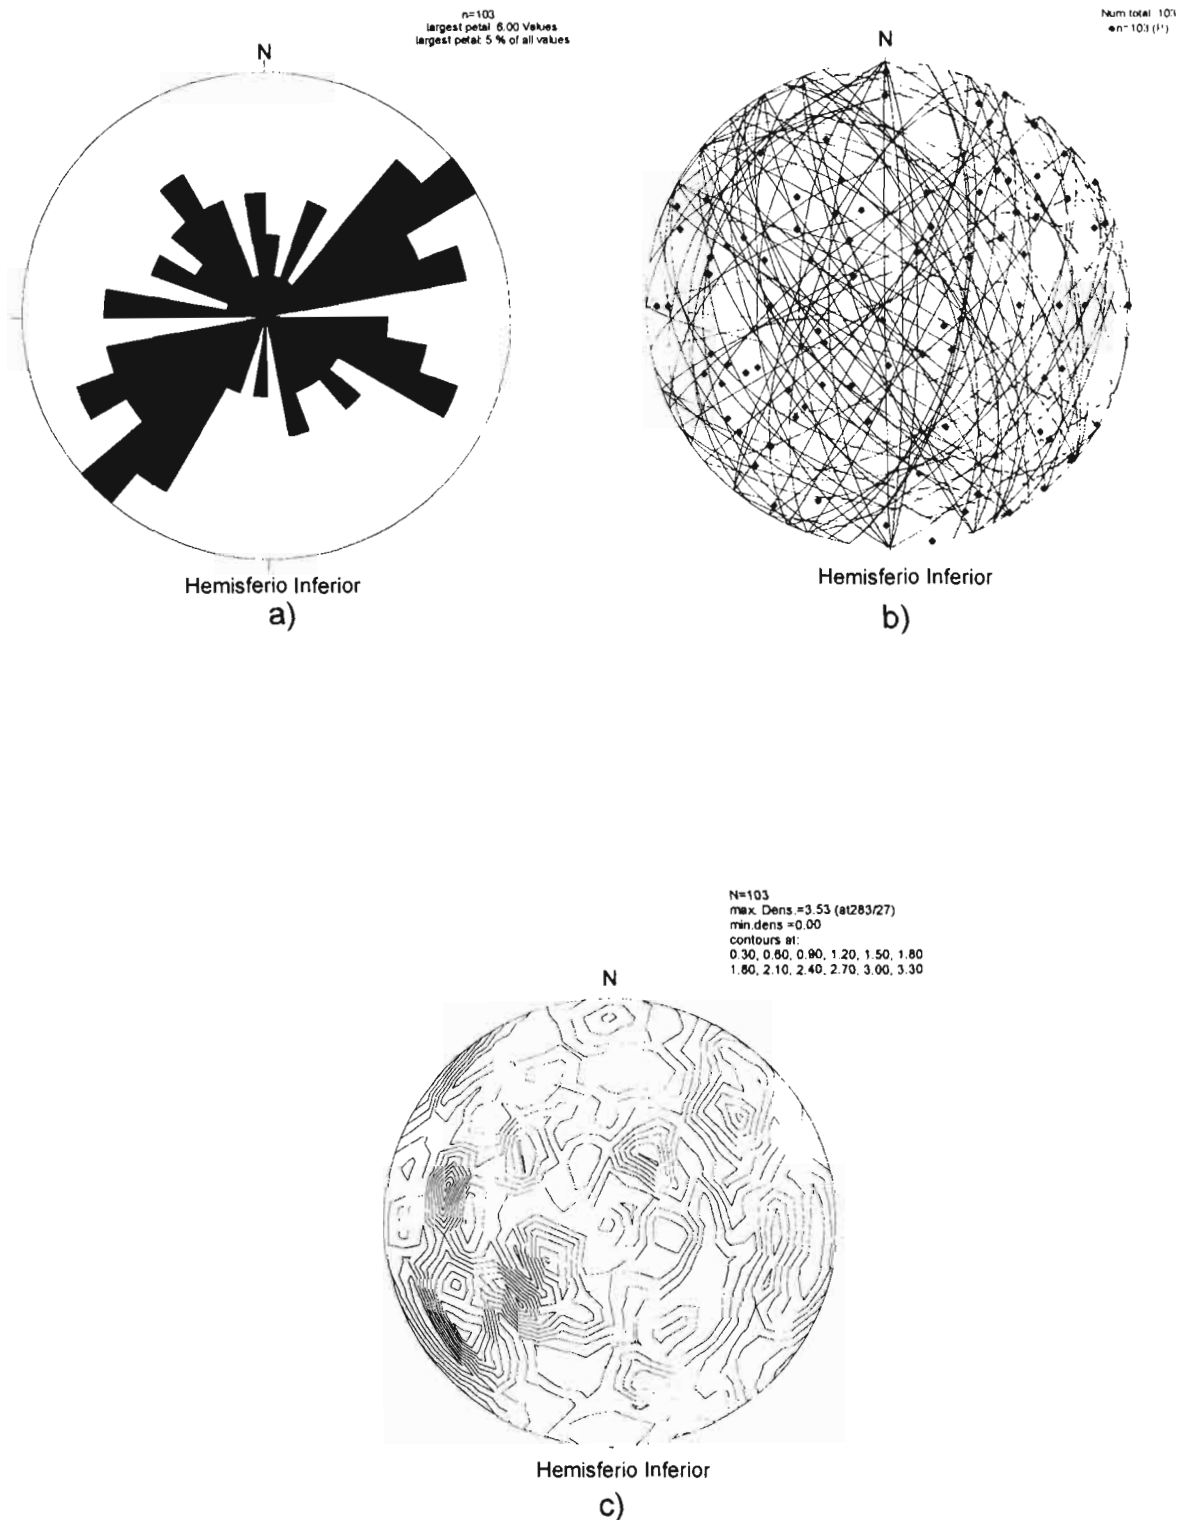 n=103
largest petal: 6.00 Values
largest petal: 5 % of all values
N
Hemisferio Inferior
a)
Num total: 103
n=103 (P)
N
Hemisferio Inferior
b)
N=103
max. Dens.=3.53 (at283/27)
min.dens =0.00
contours at:
0.30, 0.60, 0.90, 1.20, 1.50, 1.80
1.80, 2.10, 2.40, 2.70, 3.00, 3.30
N
Hemisferio Inferior
c)